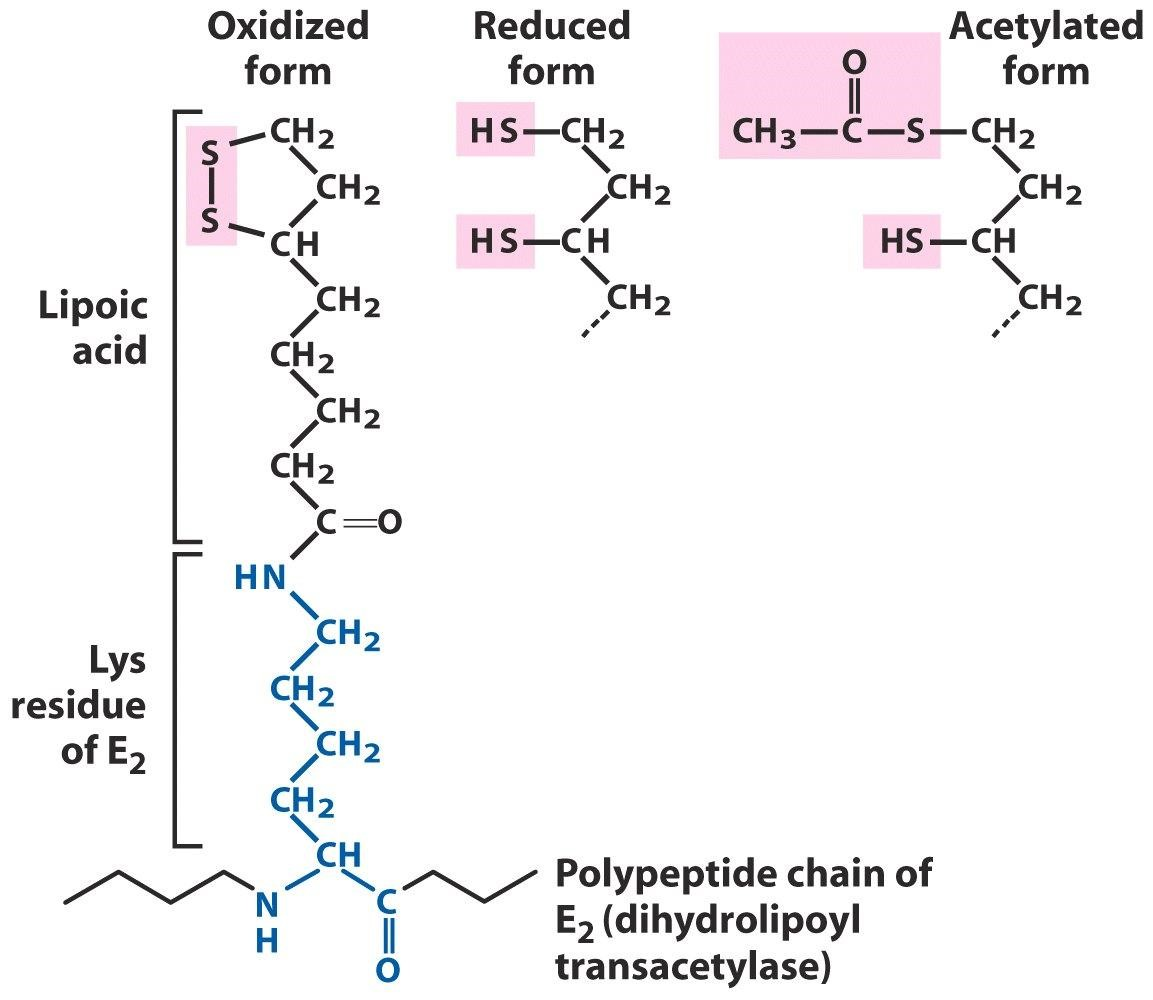 Oxidized
form
Reduced
form
Acetylated
form
O
CH₃ C S CH₂
HS CH₂
S CH₂
CH₂
CH₂
CH₂
S CH
HS CH
HS CH
CH₂
CH₂
CH₂
Lipoic
acid
CH₂
CH₂
CH₂
C O
HN
CH₂
Lys
residue
of E₂
CH₂
CH₂
CH₂
CH
N
H
C
O
Polypeptide chain of
E₂ (dihydrolipoyl
transacetylase)